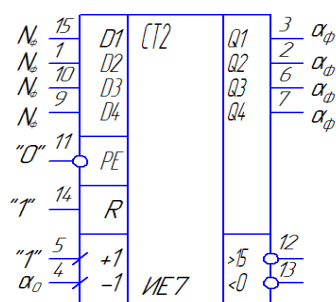 Nф 15 D1 CT2 Q1 3 αф
Nф 1 D2 Q2 2 αф
Nф 10 D3 Q3 6 αф
Nф 9 D4 Q4 7 αф
"0" 11 PE
"1" 14 R
"1" 5 +1 >15 12
α0 4 -1 ИЕ7 <0 13